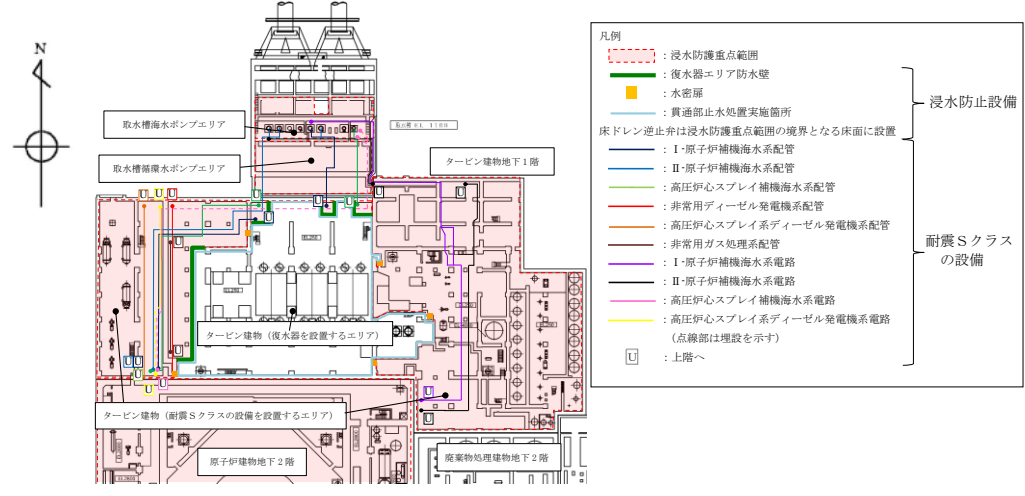 N
取水槽海水ポンプエリア
取水槽循環水ポンプエリア
取水槽 EL 1100
タービン建物地下1階
タービン建物（復水器を設置するエリア）
タービン建物（耐震Ｓクラスの設備を設置するエリア）
原子炉建物地下２階
廃棄物処理建物地下２階
凡例
：浸水防護重点範囲
：復水器エリア防水壁
：水密扉
：貫通部止水処置実施箇所
浸水防止設備
床ドレン逆止弁は浸水防護重点範囲の境界となる床面に設置
：Ⅰ-原子炉補機海水系配管
：Ⅱ-原子炉補機海水系配管
：高圧炉心スプレイ補機海水系配管
：非常用ディーゼル発電機系配管
：高圧炉心スプレイ系ディーゼル発電機系配管
：非常用ガス処理系配管
：Ⅰ-原子炉補機海水系電路
：Ⅱ-原子炉補機海水系電路
：高圧炉心スプレイ補機海水系電路
：高圧炉心スプレイ系ディーゼル発電機系電路
（点線部は埋設を示す）
U ：上階へ
耐震Ｓクラス
の設備